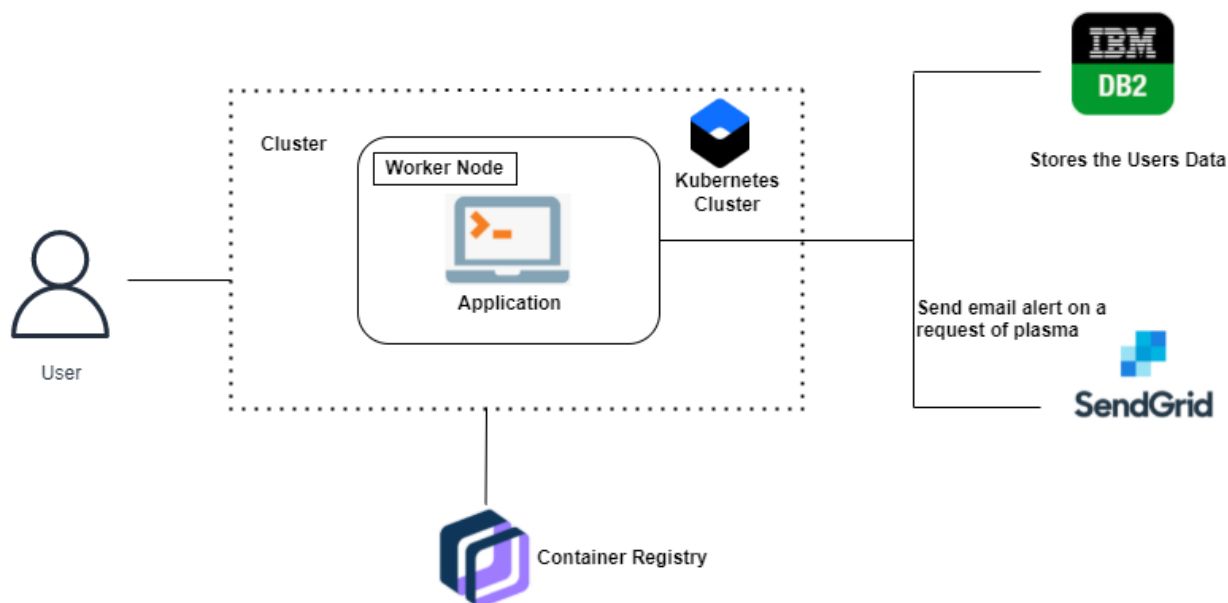 IBM
DB2
Stores the Users Data
Cluster
Worker Node
Kubernetes
Cluster
Application
User
Send email alert on a
request of plasma
SendGrid
Container Registry